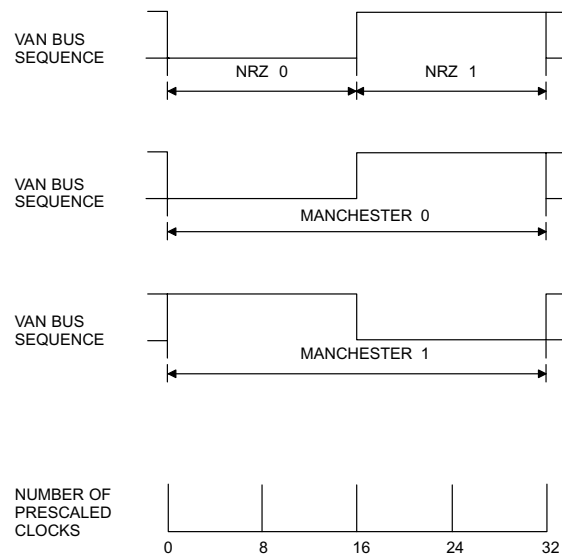 VAN BUS
SEQUENCE
NRZ 0
NRZ 1
VAN BUS
SEQUENCE
MANCHESTER 0
VAN BUS
SEQUENCE
MANCHESTER 1
NUMBER OF
PRESCALED
CLOCKS
0 8 16 24 32